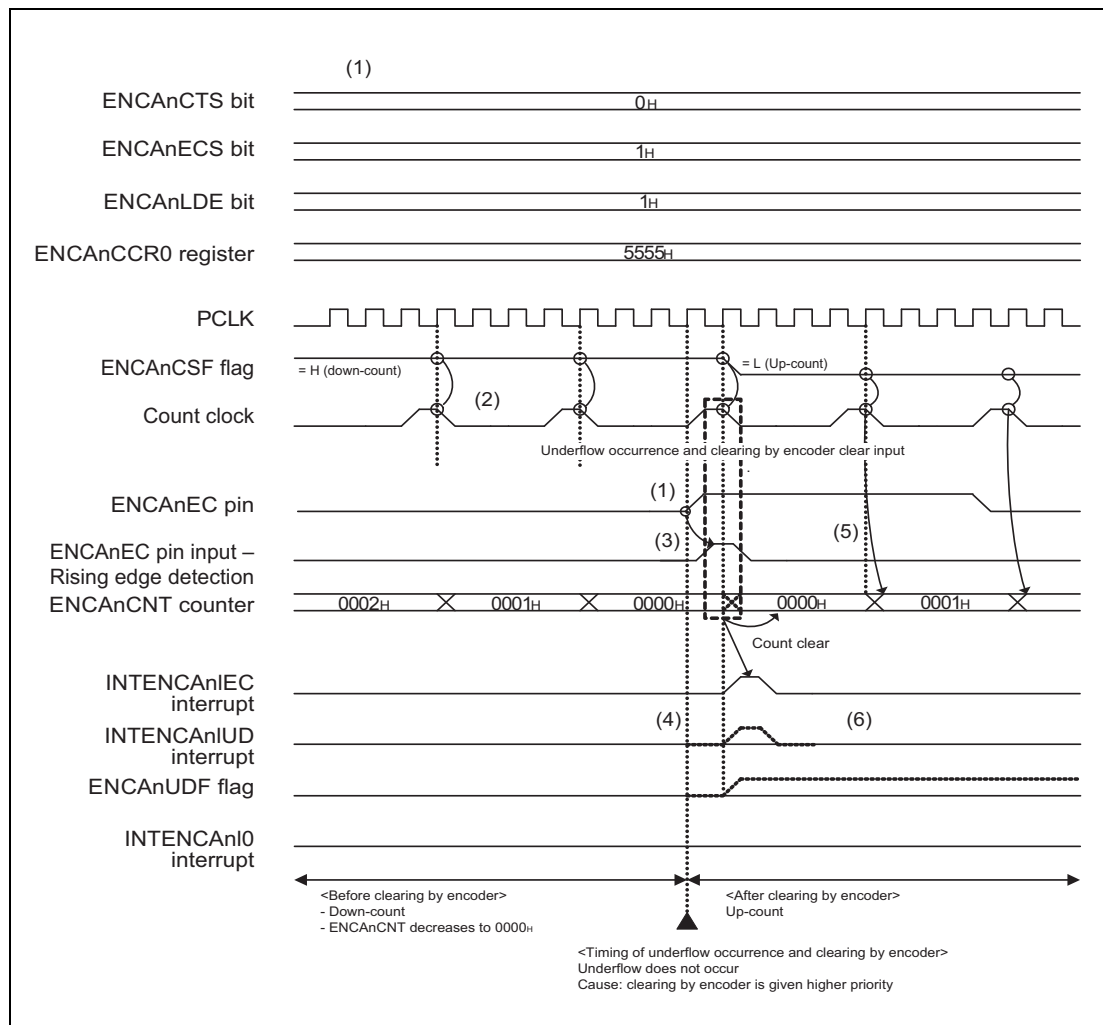 (1)
ENCAnCTS bit
0H
ENCAnECS bit
1H
ENCAnLDE bit
1H
ENCAnCCR0 register
5555H
PCLK
ENCAnCSF flag
= H (down-count)
= L (Up-count)
Count clock
(2)
Underflow occurrence and clearing by encoder clear input
ENCAnEC pin
(1)
ENCAnEC pin input –
Rising edge detection
(3)
(5)
ENCAnCNT counter
0002H
0001H
0000H
0000H
0001H
Count clear
INTENCAnIEC
interrupt
(4)
(6)
INTENCAnIUD
interrupt
ENCAnUDF flag
INTENCAnI0
interrupt
<Before clearing by encoder>
- Down-count
- ENCAnCNT decreases to 0000H
<After clearing by encoder>
Up-count
<Timing of underflow occurrence and clearing by encoder>
Underflow does not occur
Cause: clearing by encoder is given higher priority